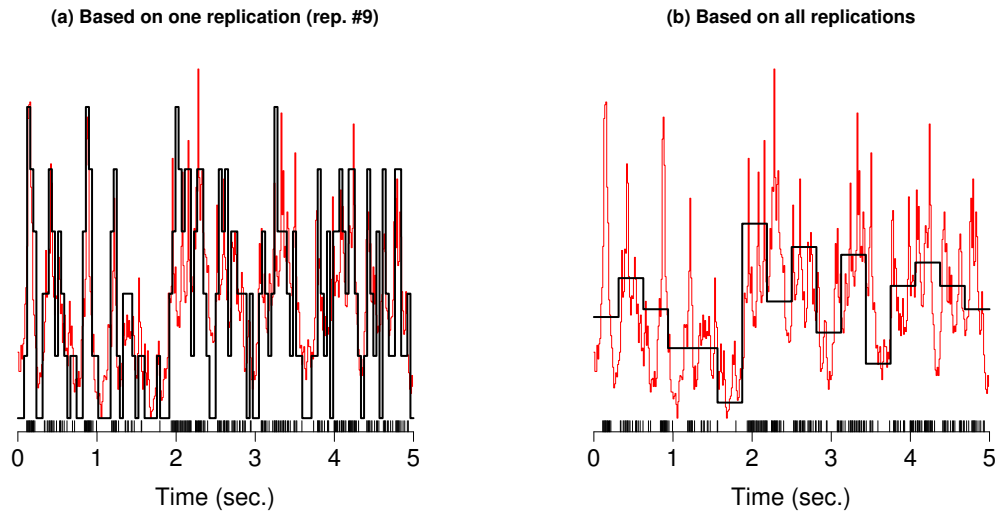 (a) Based on one replication (rep. #9)
0 1 2 3 4 5
Time (sec.)
(b) Based on all replications
0 1 2 3 4 5
Time (sec.)